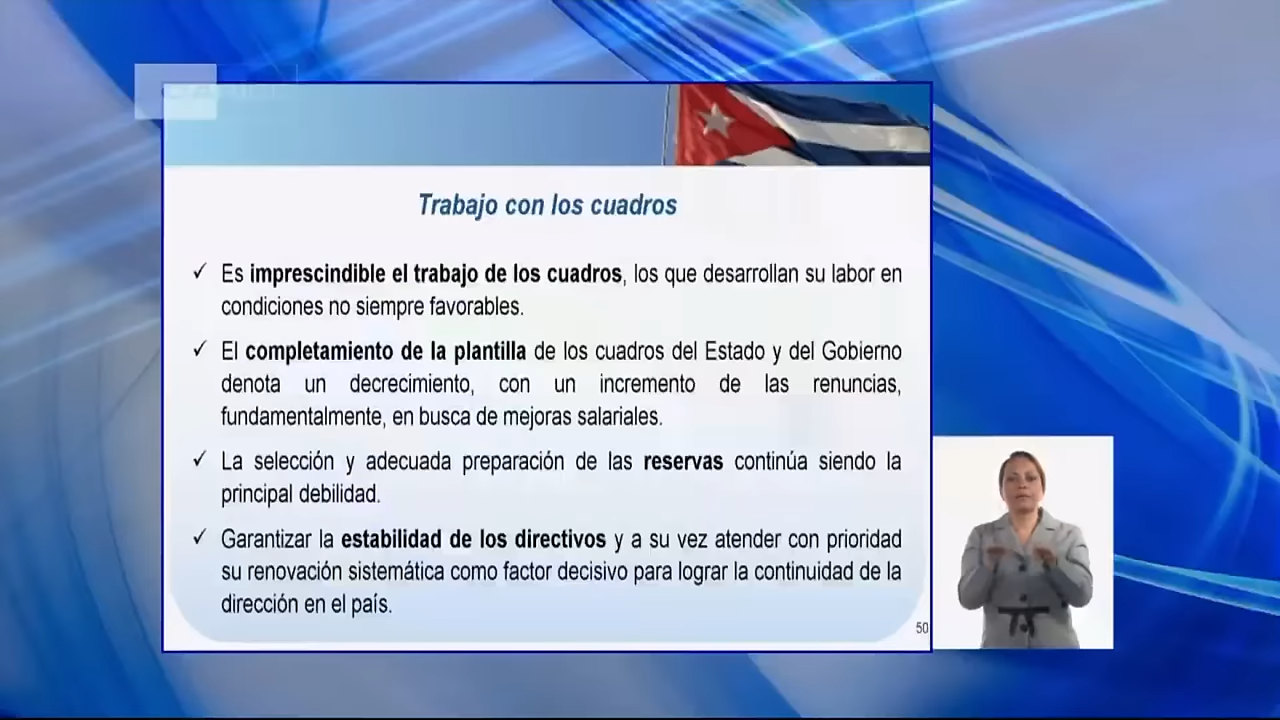 Trabajo con los cuadros
✓ Es imprescindible el trabajo de los cuadros, los que desarrollan su labor en
condiciones no siempre favorables.
✓ El completamiento de la plantilla de los cuadros del Estado y del Gobierno
denota un decrecimiento, con un incremento de las renuncias,
fundamentalmente, en busca de mejoras salariales.
✓ La selección y adecuada preparación de las reservas continúa siendo la
principal debilidad.
✓ Garantizar la estabilidad de los directivos y a su vez atender con prioridad
su renovación sistemática como factor decisivo para lograr la continuidad de la
dirección en el país.
50